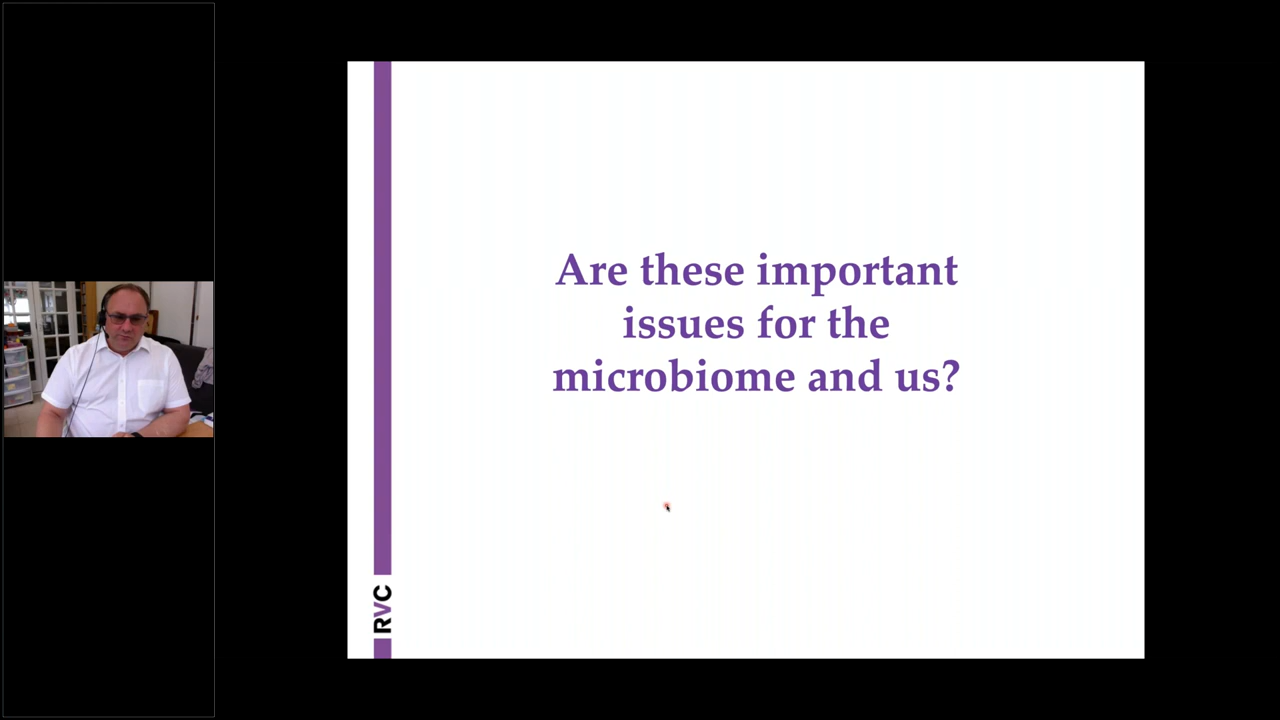 Are these important
issues for the
microbiome and us?
RVC